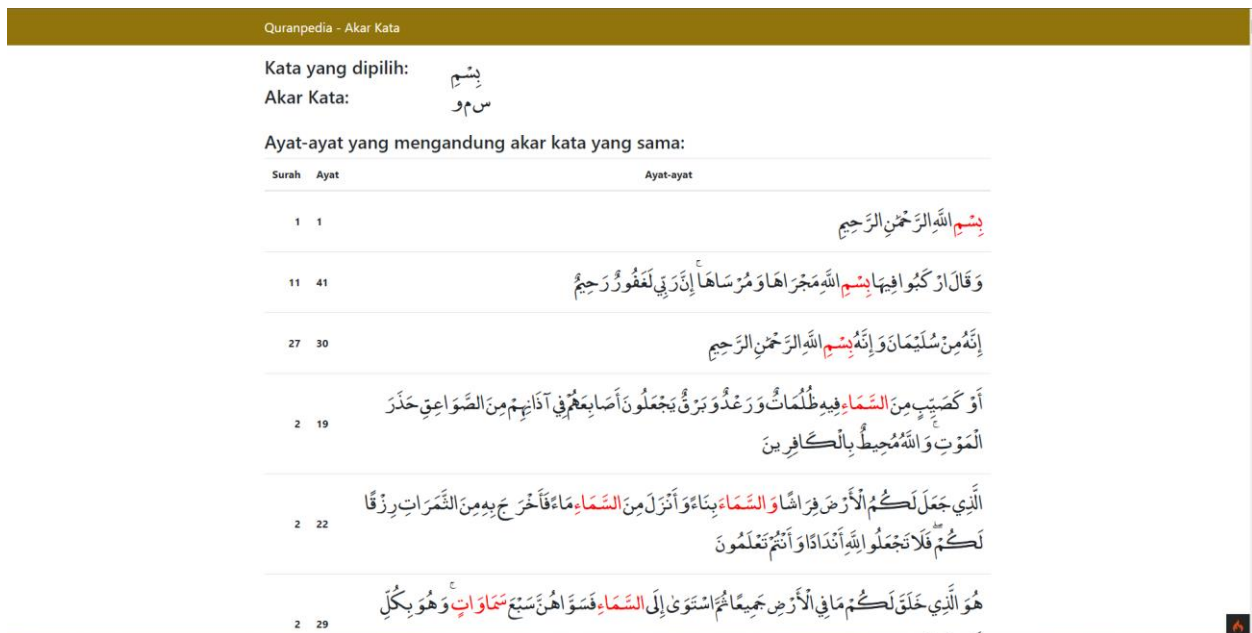 Quranpedia - Akar Kata
Kata yang dipilih: بِسْمِ
Akar Kata: س م و
Ayat-ayat yang mengandung akar kata yang sama:
Surah Ayat Ayat-ayat
1 1 بِسْمِ اللَّهِ الرَّحْمَٰنِ الرَّحِيمِ
11 41 وَقَالَ ارْكَبُوا فِيهَا بِسْمِ اللَّهِ مَجْرَاهَا وَمُرْسَاهَا ۚ إِنَّ رَبِّي لَغَفُورٌ رَحِيمٌ
27 30 إِنَّهُ مِنْ سُلَيْمَانَ وَإِنَّهُ بِسْمِ اللَّهِ الرَّحْمَٰنِ الرَّحِيمِ
2 19 أَوْ كَصَيِّبٍ مِنَ السَّمَاءِ فِيهِ ظُلُمَاتٌ وَرَعْدٌ وَبَرْقٌ يَجْعَلُونَ أَصَابِعَهُمْ فِي آذَانِهِمْ مِنَ الصَّوَاعِقِ حَذَرَ
الْمَوْتِ ۚ وَاللَّهُ مُحِيطٌ بِالْكَافِرِينَ
2 22 الَّذِي جَعَلَ لَكُمُ الْأَرْضَ فِرَاشًا وَالسَّمَاءَ بِنَاءً وَأَنْزَلَ مِنَ السَّمَاءِ مَاءً فَأَخْرَجَ بِهِ مِنَ الثَّمَرَاتِ رِزْقًا
لَكُمْ ۖ فَلَا تَجْعَلُوا لِلَّهِ أَنْدَادًا وَأَنْتُمْ تَعْلَمُونَ
2 29 هُوَ الَّذِي خَلَقَ لَكُمْ مَا فِي الْأَرْضِ جَمِيعًا ثُمَّ اسْتَوَىٰ إِلَى السَّمَاءِ فَسَوَّاهُنَّ سَبْعَ سَمَاوَاتٍ ۚ وَهُوَ بِكُلِّ